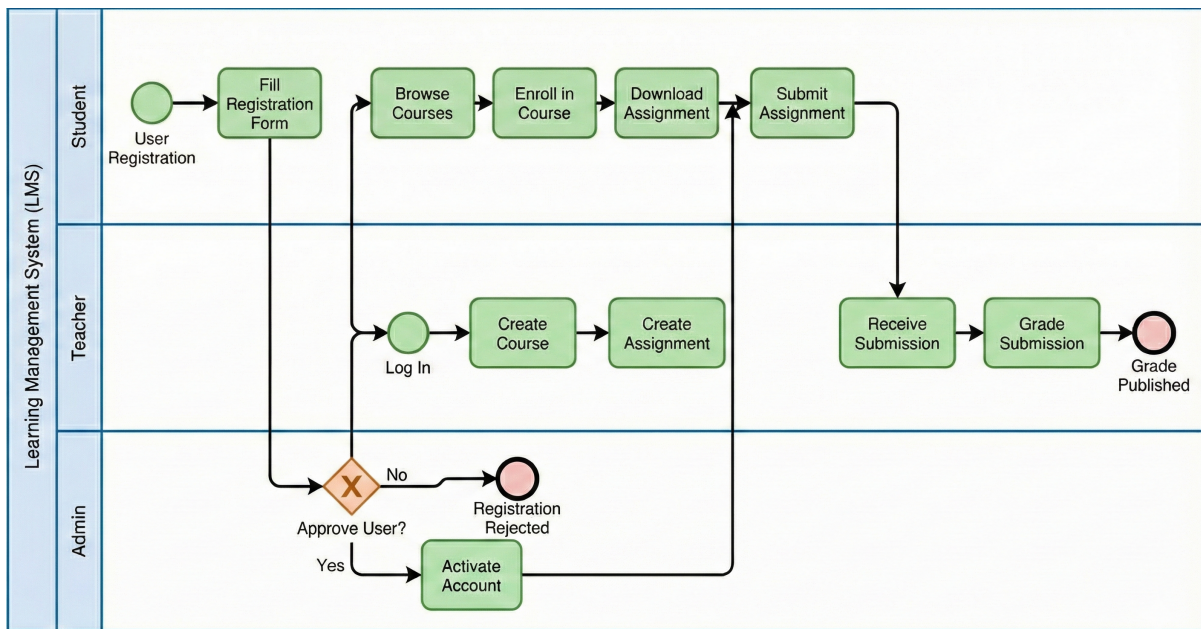 Learning Management System (LMS)
Student
User
Registration
Fill
Registration
Form
Browse
Courses
Enroll in
Course
Download
Assignment
Submit
Assignment
Teacher
Log In
Create
Course
Create
Assignment
Receive
Submission
Grade
Submission
Grade
Published
Admin
X
Approve User?
No
Registration
Rejected
Yes
Activate
Account